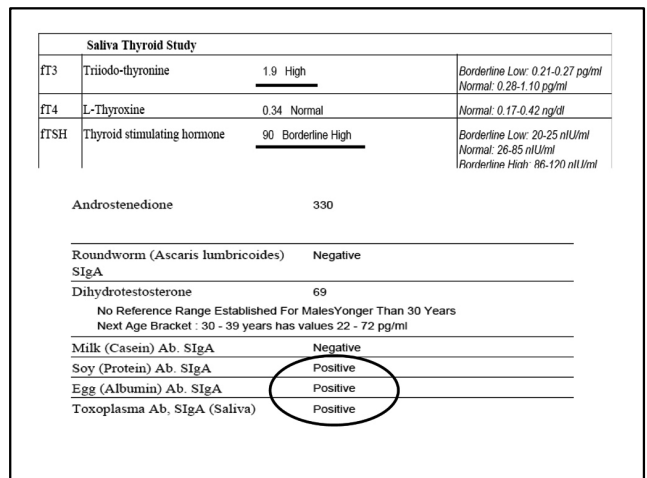 Saliva Thyroid Study
fT3 Triiodo-thyronine 1.9 High Borderline Low: 0.21-0.27 pg/ml
Normal: 0.28-1.10 pg/ml
fT4 L-Thyroxine 0.34 Normal Normal: 0.17-0.42 ng/dl
fTSH Thyroid stimulating hormone 90 Borderline High Borderline Low: 20-25 nIU/ml
Normal: 26-85 nIU/ml
Borderline High: 86-120 nIU/ml
Androstenedione 330
Roundworm (Ascaris lumbricoides) Negative
SIgA
Dihydrotestosterone 69
No Reference Range Established For MalesYonger Than 30 Years
Next Age Bracket : 30 - 39 years has values 22 - 72 pg/ml
Milk (Casein) Ab. SIgA Negative
Soy (Protein) Ab. SIgA Positive
Egg (Albumin) Ab. SIgA Positive
Toxoplasma Ab, SIgA (Saliva) Positive